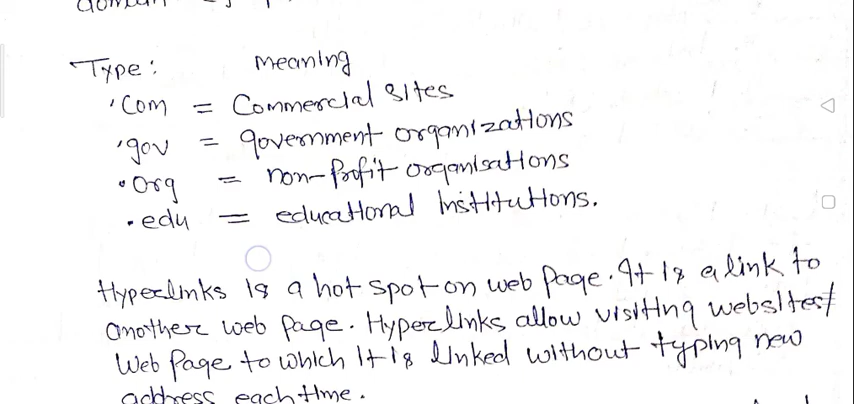 Type: meaning
'Com = Commercial sites
'gov = government organizations
.Org = non-Profit organisations
.edu = educational Institutions.
Hyperlinks is a hot spot on web page. It is a link to
another web page. Hyperlinks allow visiting websites/
Web Page to which it is linked without typing new
address each time.